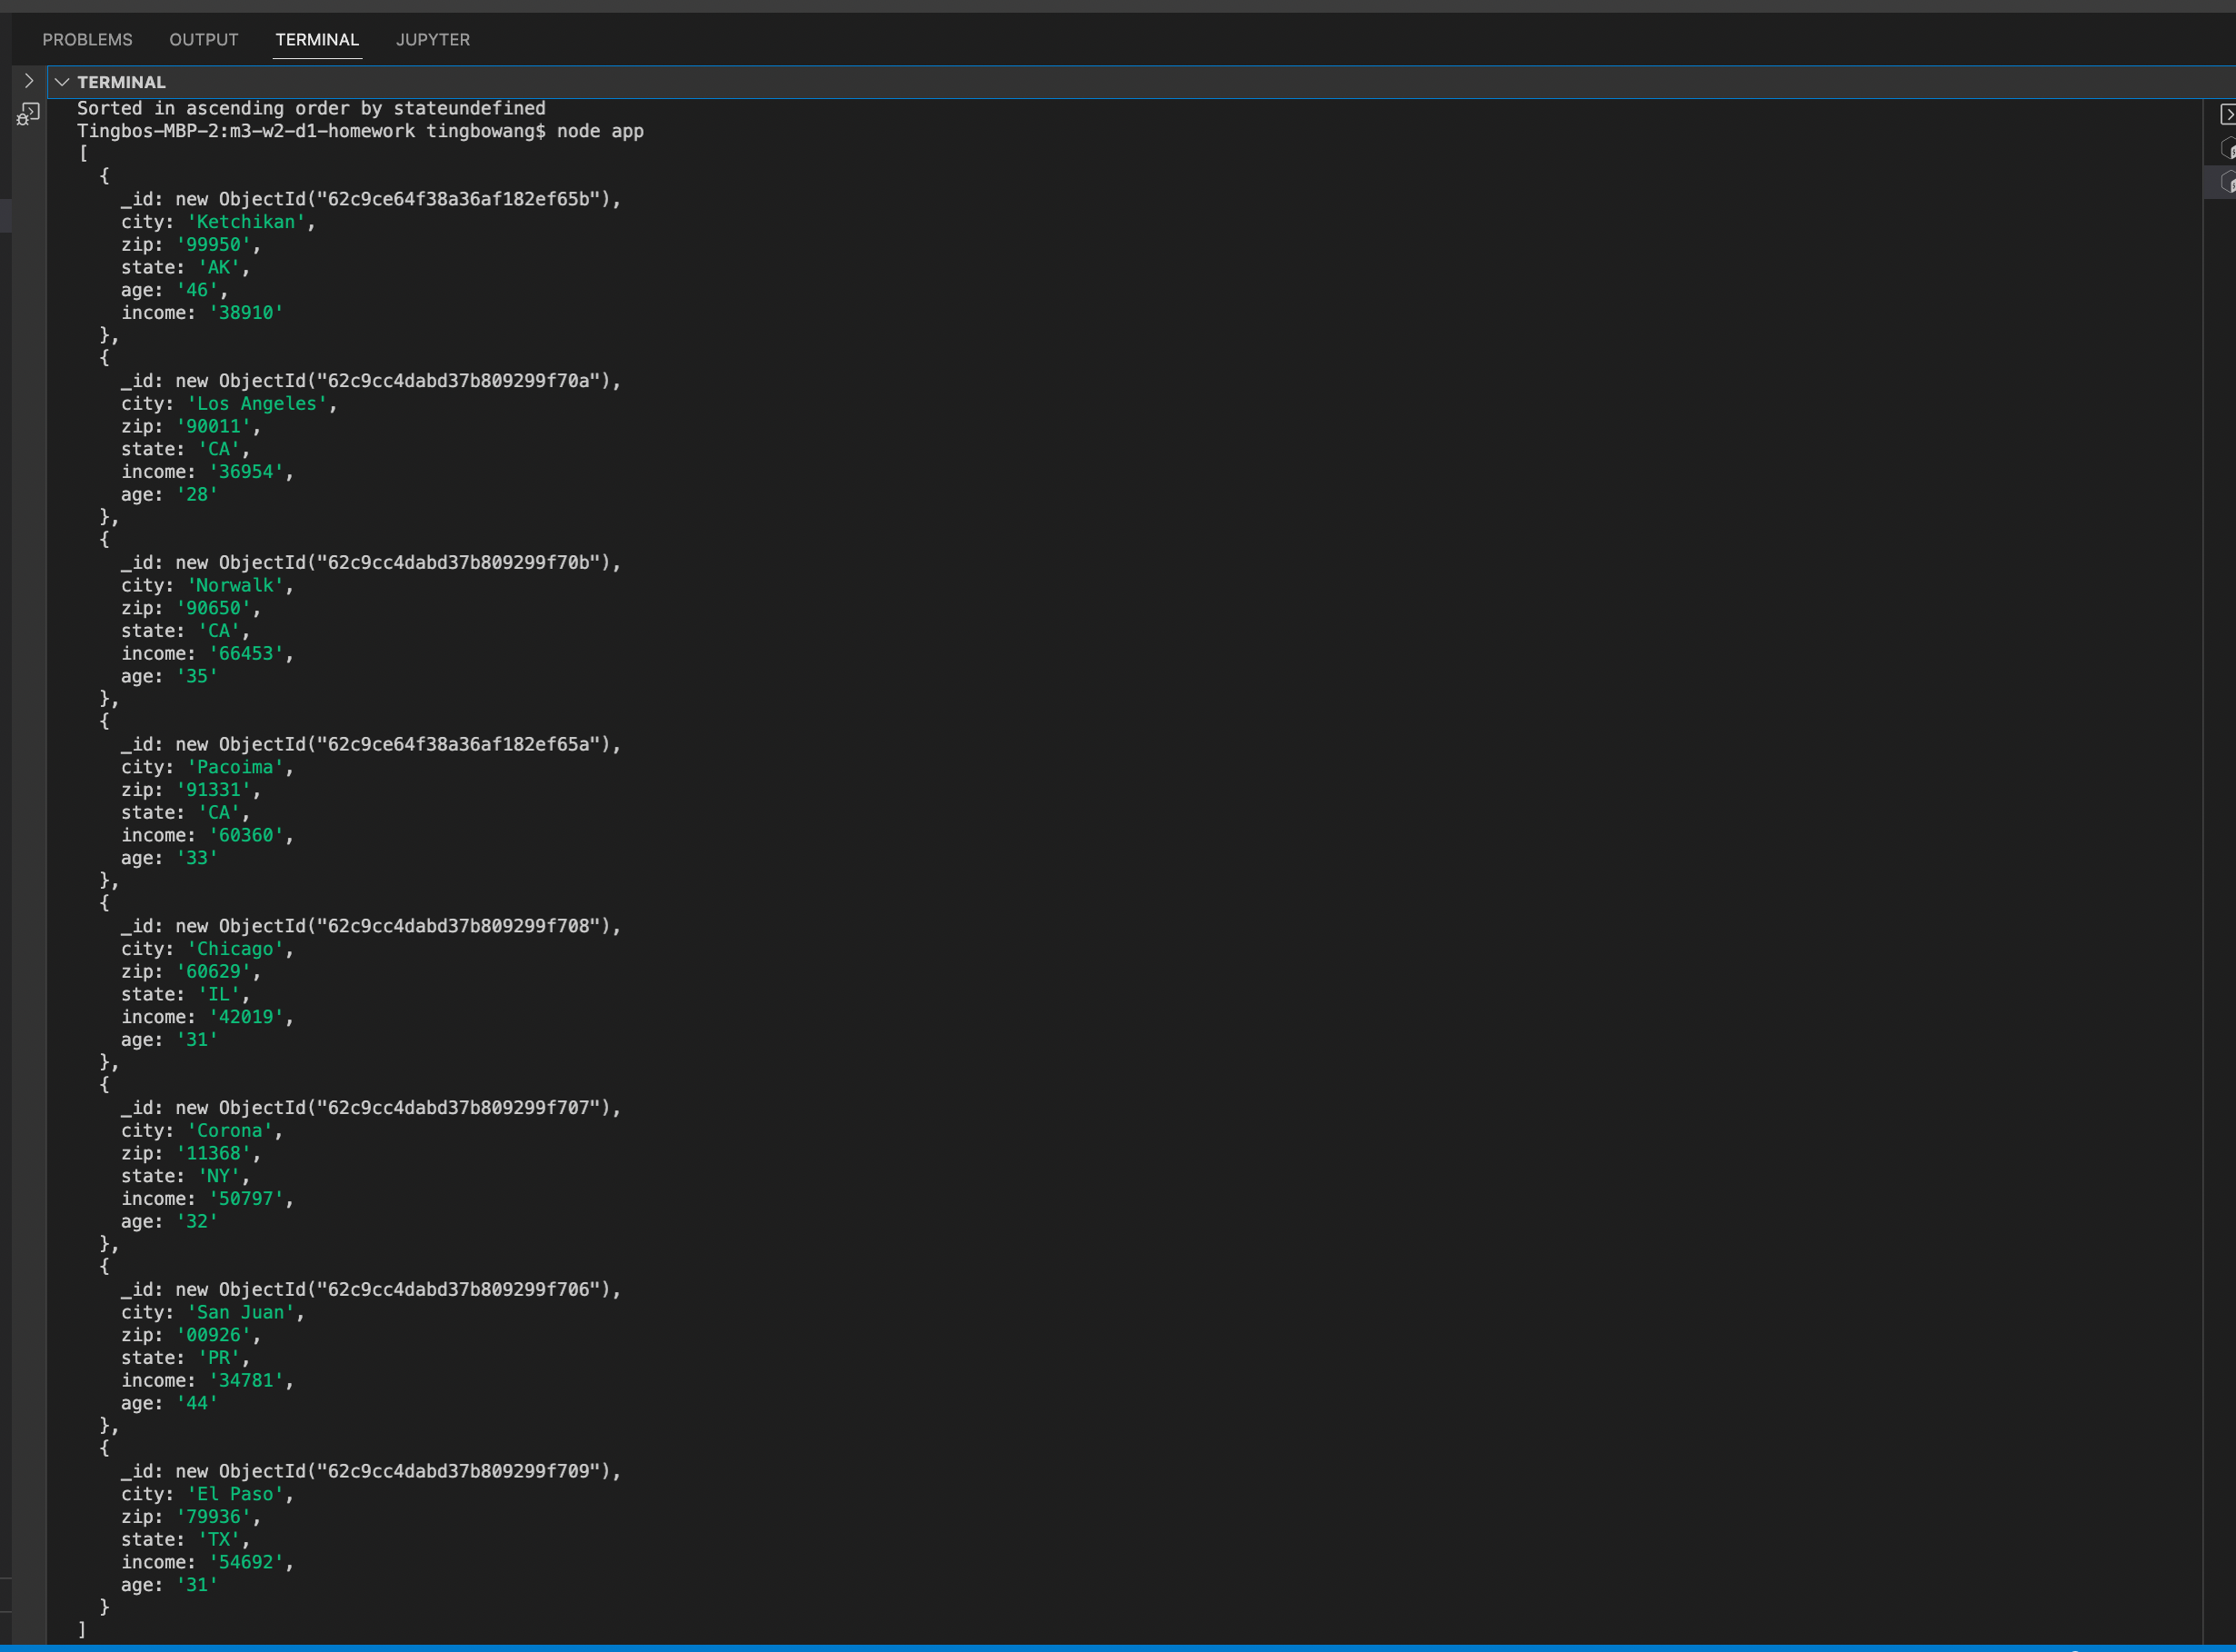 PROBLEMS OUTPUT TERMINAL JUPYTER
TERMINAL
Sorted in ascending order by stateundefined
Tingbos-MBP-2:m3-w2-d1-homework tingbowang$ node app
[
  {
    _id: new ObjectId("62c9ce64f38a36af182ef65b"),
    city: 'Ketchikan',
    zip: '99950',
    state: 'AK',
    age: '46',
    income: '38910'
  },
  {
    _id: new ObjectId("62c9cc4dabd37b809299f70a"),
    city: 'Los Angeles',
    zip: '90011',
    state: 'CA',
    income: '36954',
    age: '28'
  },
  {
    _id: new ObjectId("62c9cc4dabd37b809299f70b"),
    city: 'Norwalk',
    zip: '90650',
    state: 'CA',
    income: '66453',
    age: '35'
  },
  {
    _id: new ObjectId("62c9ce64f38a36af182ef65a"),
    city: 'Pacoima',
    zip: '91331',
    state: 'CA',
    income: '60360',
    age: '33'
  },
  {
    _id: new ObjectId("62c9cc4dabd37b809299f708"),
    city: 'Chicago',
    zip: '60629',
    state: 'IL',
    income: '42019',
    age: '31'
  },
  {
    _id: new ObjectId("62c9cc4dabd37b809299f707"),
    city: 'Corona',
    zip: '11368',
    state: 'NY',
    income: '50797',
    age: '32'
  },
  {
    _id: new ObjectId("62c9cc4dabd37b809299f706"),
    city: 'San Juan',
    zip: '00926',
    state: 'PR',
    income: '34781',
    age: '44'
  },
  {
    _id: new ObjectId("62c9cc4dabd37b809299f709"),
    city: 'El Paso',
    zip: '79936',
    state: 'TX',
    income: '54692',
    age: '31'
  }
]